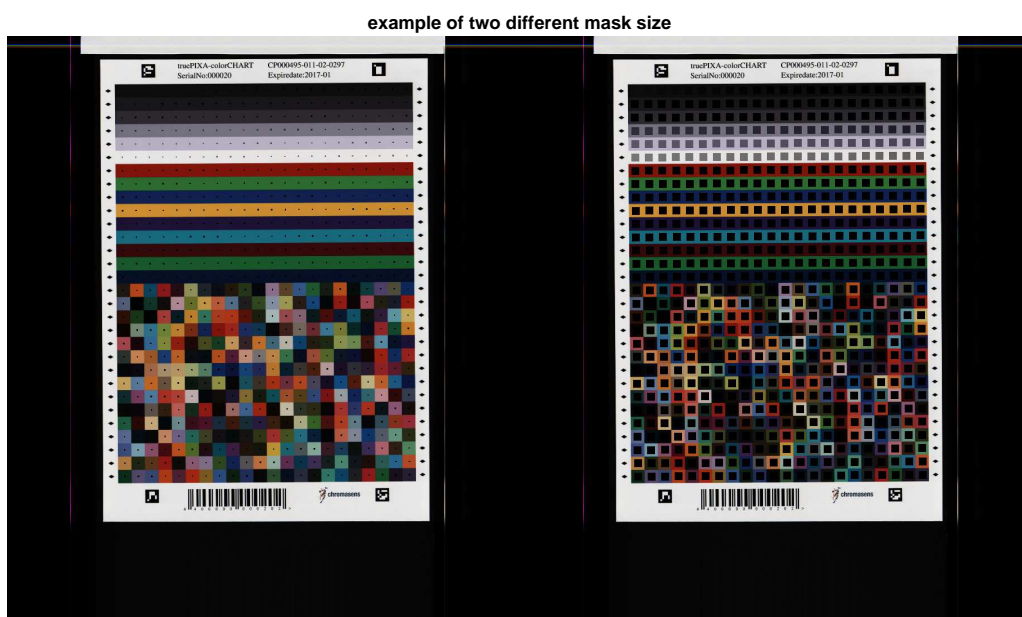 example of two different mask size
truePIXA-colorCHART CP000495-011-02-0297
SerialNo:000020 Expiredate:2017-01
chromasens
truePIXA-colorCHART CP000495-011-02-0297
SerialNo:000020 Expiredate:2017-01
chromasens